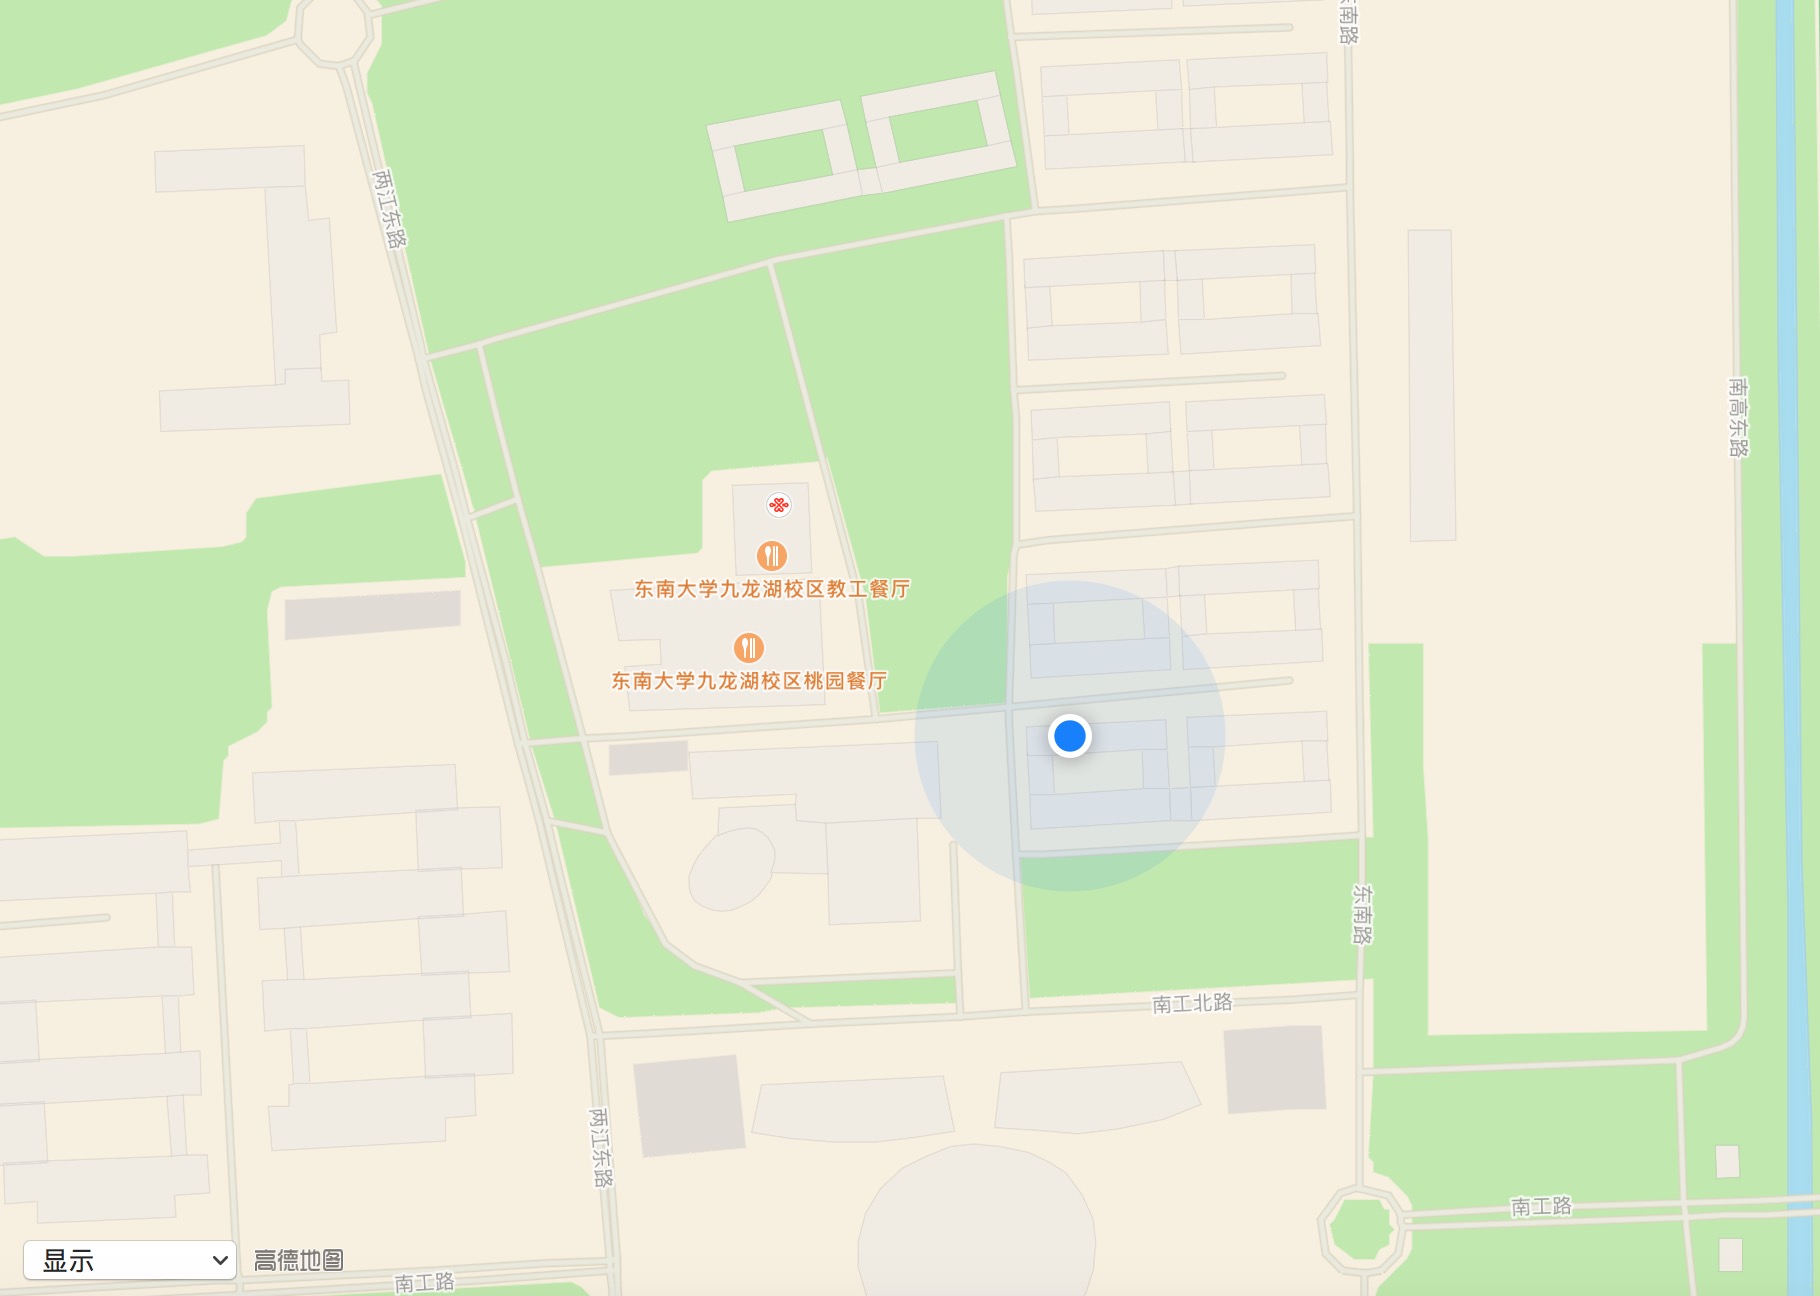 东南路
两江东路
南高东路
东南大学九龙湖校区教工餐厅
东南大学九龙湖校区桃园餐厅
东南路
南工北路
两江东路
南工路
显示
高德地图
南工路